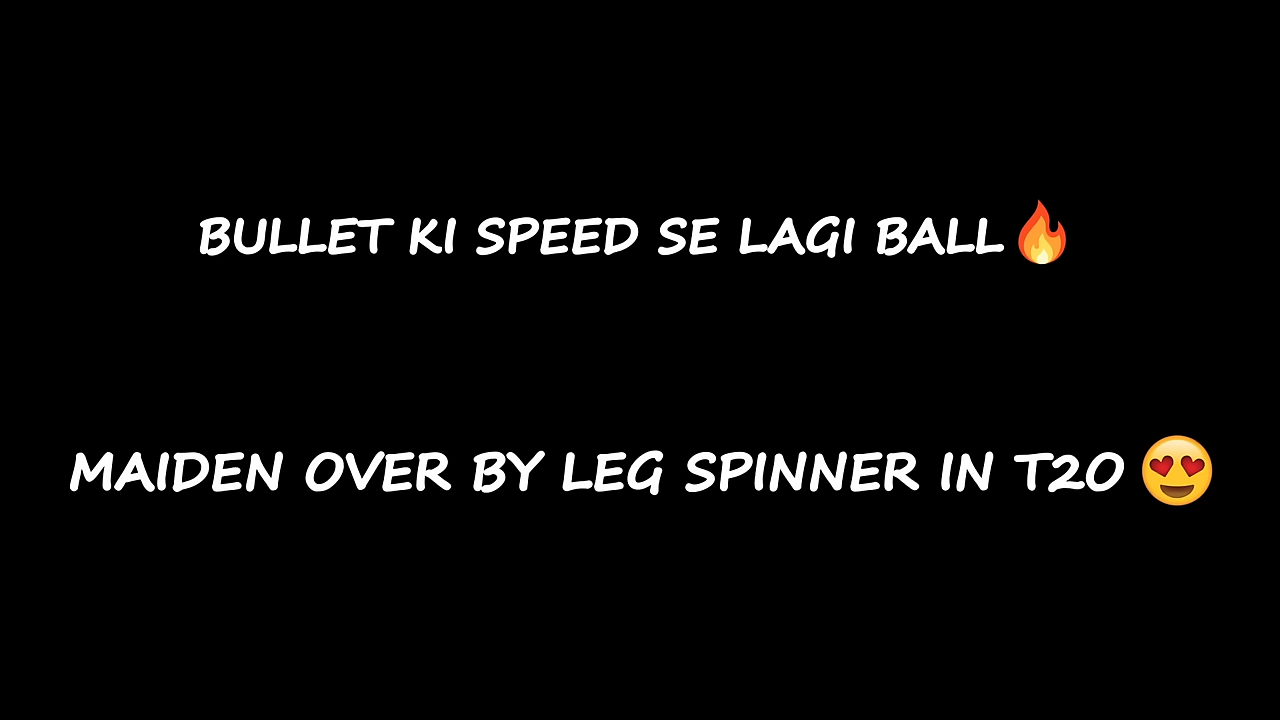 BULLET KI SPEED SE LAGI BALL🔥
MAIDEN OVER BY LEG SPINNER IN T20 😍